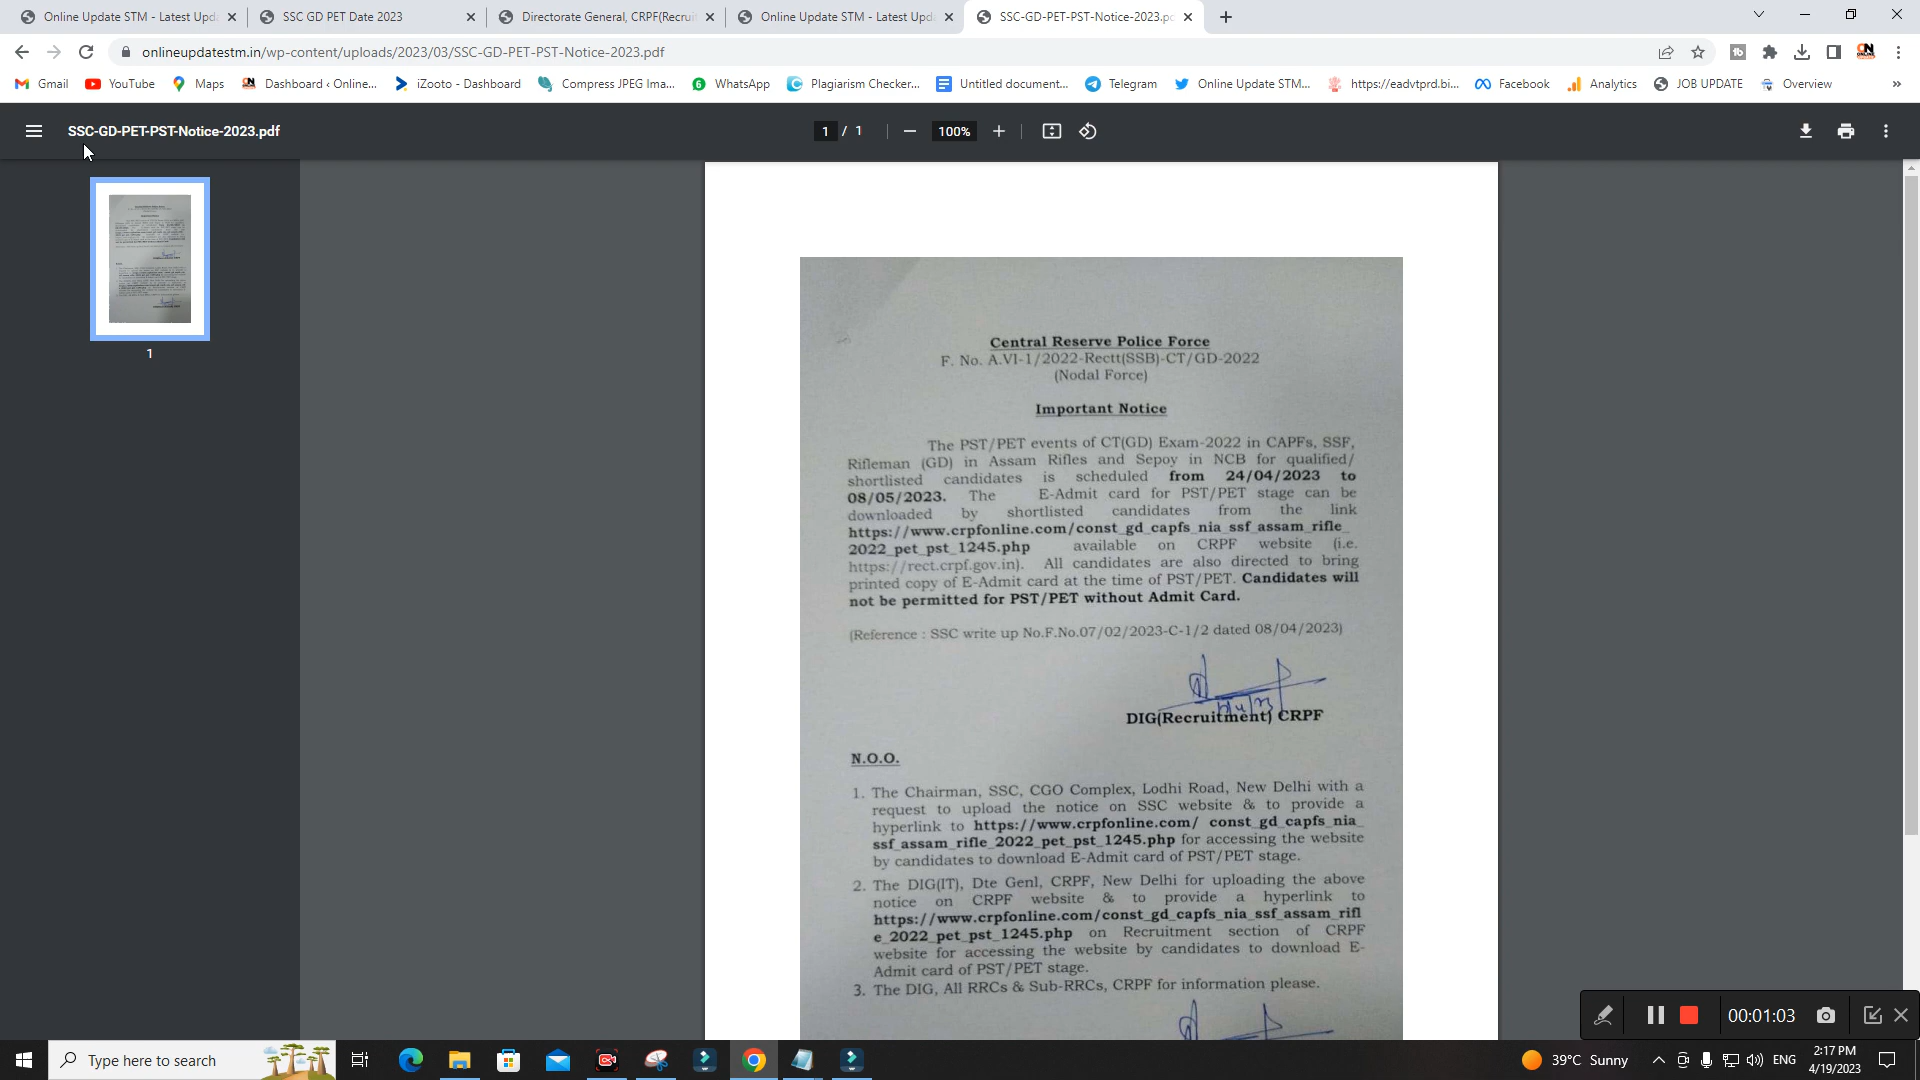 Online Update STM - Latest Upda
SSC GD PET Date 2023
Directorate General, CRPF(Recrui
Online Update STM - Latest Upda
SSC-GD-PET-PST-Notice-2023.pd
onlineupdatestm.in/wp-content/uploads/2023/03/SSC-GD-PET-PST-Notice-2023.pdf
Gmail
YouTube
Maps
Dashboard ‹ Online...
iZooto - Dashboard
Compress JPEG Ima...
WhatsApp
Plagiarism Checker...
Untitled document...
Telegram
Online Update STM...
https://eadvtprd.bi...
Facebook
Analytics
JOB UPDATE
Overview
»
SSC-GD-PET-PST-Notice-2023.pdf
1 / 1
100%
1
Central Reserve Police Force
F. No. A.VI-1/2022-Rectt(SSB)-CT/GD-2022
(Nodal Force)
Important Notice
The PST/PET events of CT(GD) Exam-2022 in CAPFs, SSF,
Rifleman (GD) in Assam Rifles and Sepoy in NCB for qualified/
shortlisted candidates is scheduled from 24/04/2023 to
08/05/2023. The E-Admit card for PST/PET stage can be
downloaded by shortlisted candidates from the link
https://www.crpfonline.com/const_gd_capfs_nia_ssf_assam_rifle_
2022_pet_pst_1245.php available on CRPF website (i.e.
https://rect.crpf.gov.in). All candidates are also directed to bring
printed copy of E-Admit card at the time of PST/PET. Candidates will
not be permitted for PST/PET without Admit Card.
(Reference : SSC write up No.F.No.07/02/2023-C-1/2 dated 08/04/2023)
DIG(Recruitment) CRPF
N.O.O.
1. The Chairman, SSC, CGO Complex, Lodhi Road, New Delhi with a
request to upload the notice on SSC website & to provide a
hyperlink to https://www.crpfonline.com/ const_gd_capfs_nia_
ssf_assam_rifle_2022_pet_pst_1245.php for accessing the website
by candidates to download E-Admit card of PST/PET stage.
2. The DIG(IT), Dte Genl, CRPF, New Delhi for uploading the above
notice on CRPF website & to provide a hyperlink to
https://www.crpfonline.com/const_gd_capfs_nia_ssf_assam_rifl
e_2022_pet_pst_1245.php on Recruitment section of CRPF
website for accessing the website by candidates to download E-
Admit card of PST/PET stage.
3. The DIG, All RRCs & Sub-RRCs, CRPF for information please.
00:01:03
Type here to search
39°C Sunny
ENG
2:17 PM
4/19/2023